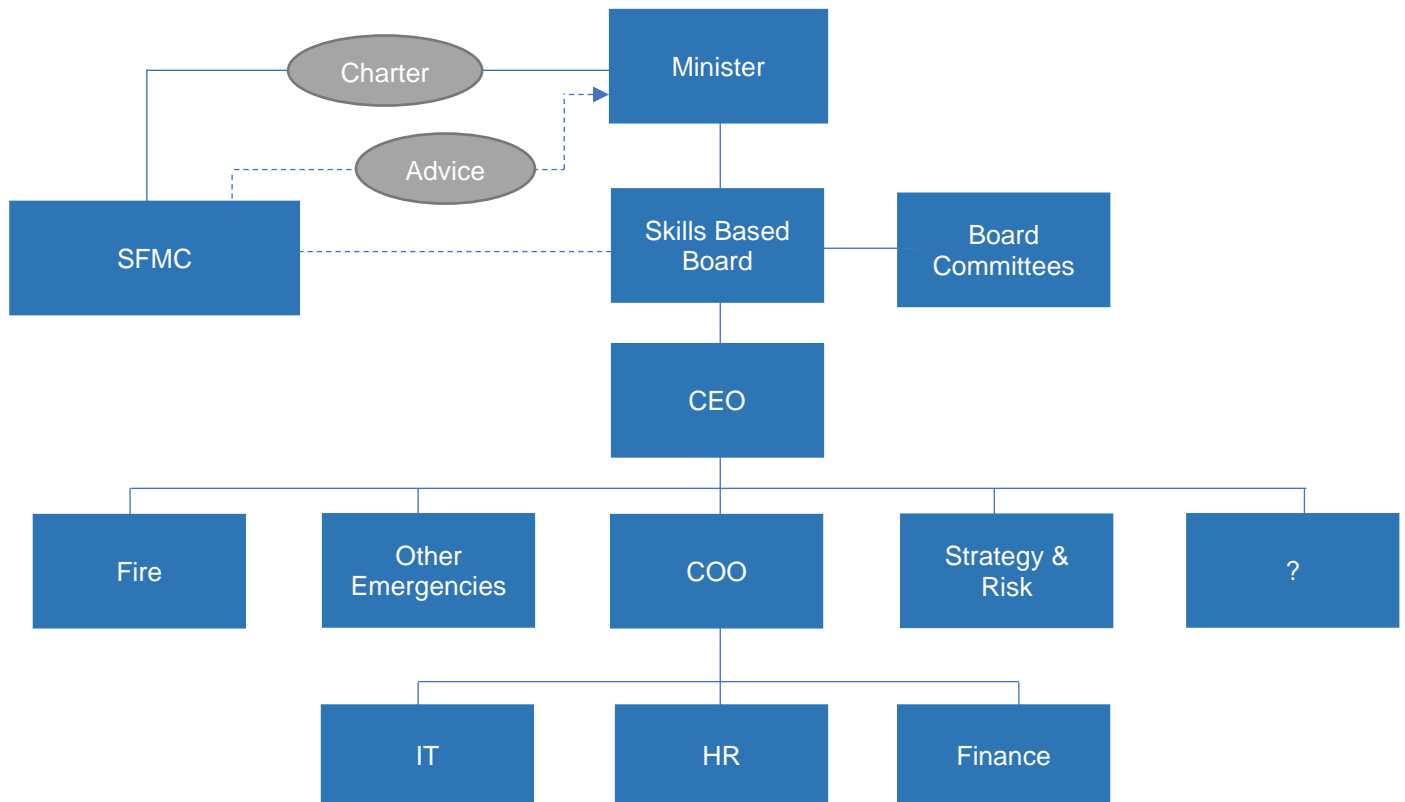 Charter
Minister
Advice
SFMC
Skills Based
Board
Board
Committees
CEO
Fire
Other
Emergencies
COO
Strategy &
Risk
?
IT
HR
Finance